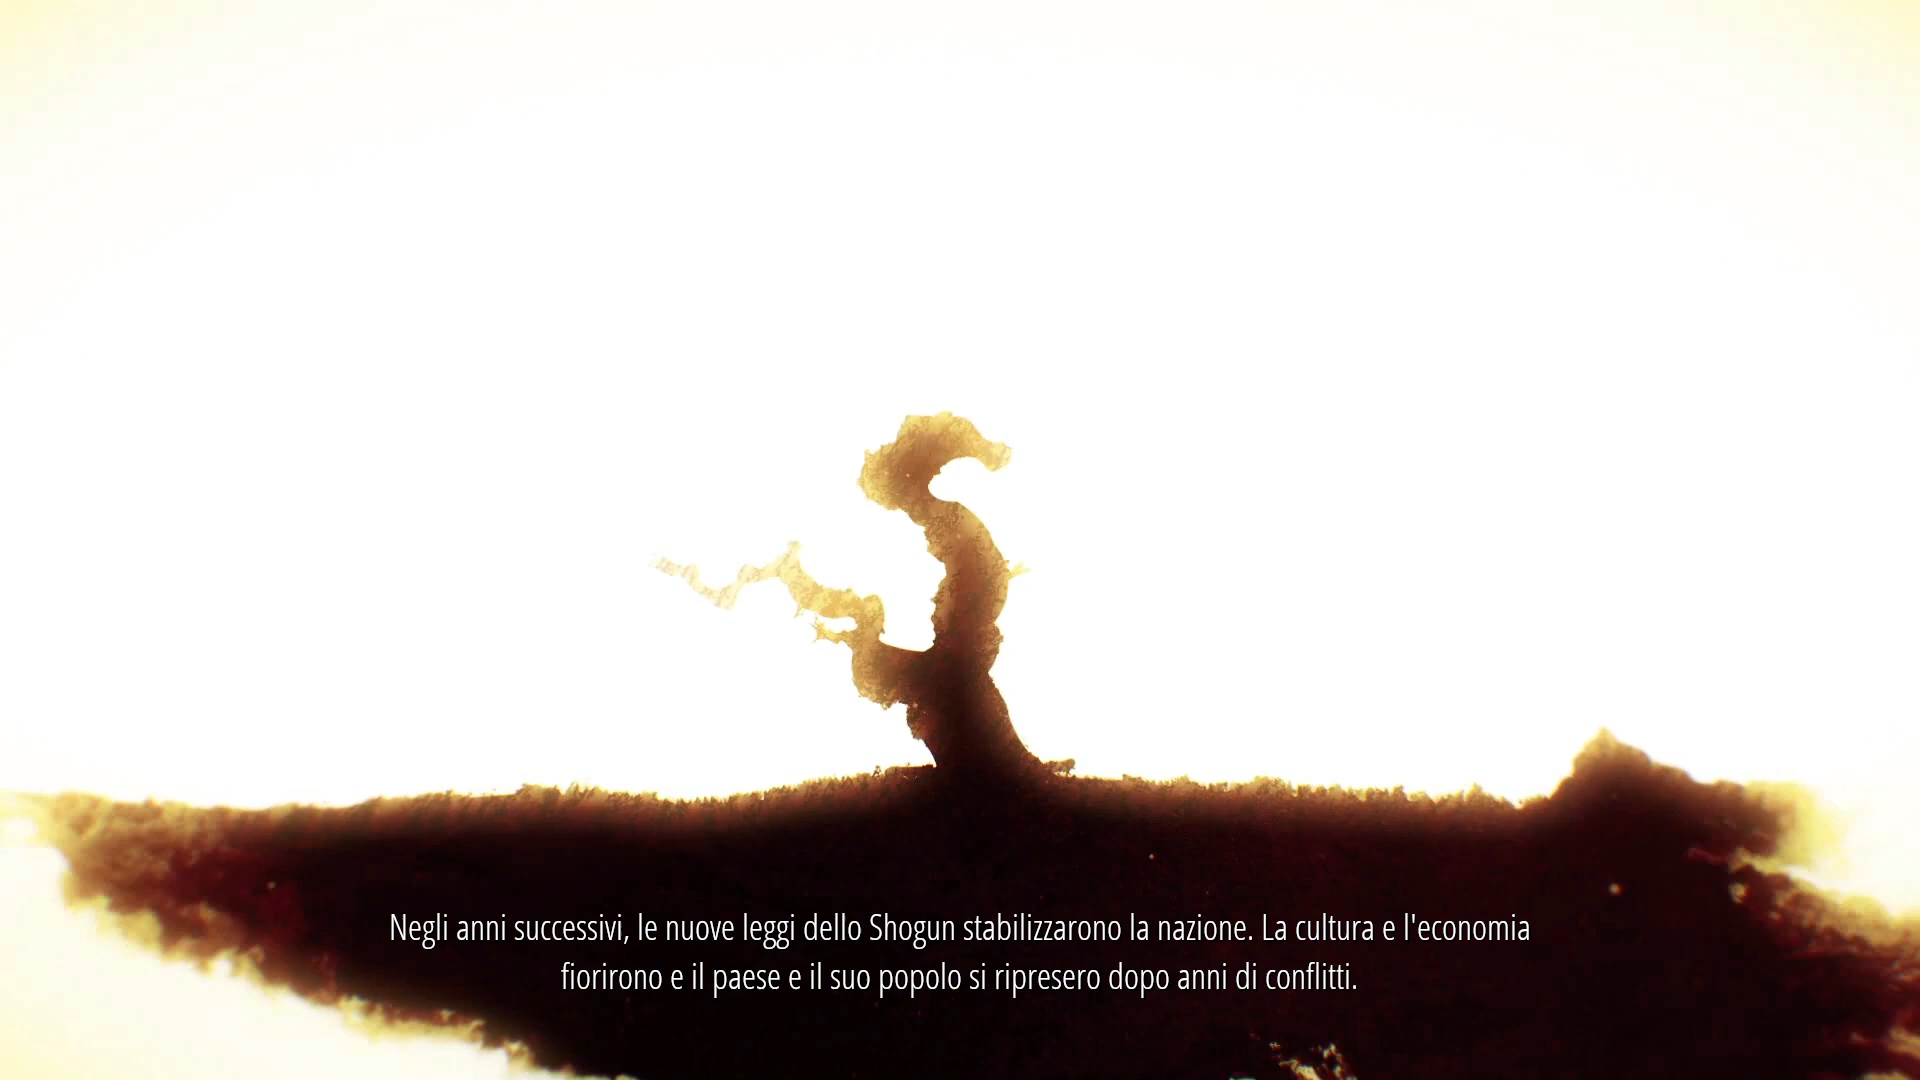 Negli anni successivi, le nuove leggi dello Shogun stabilizzarono la nazione. La cultura e l'economia
fiorirono e il paese e il suo popolo si ripresero dopo anni di conflitti.